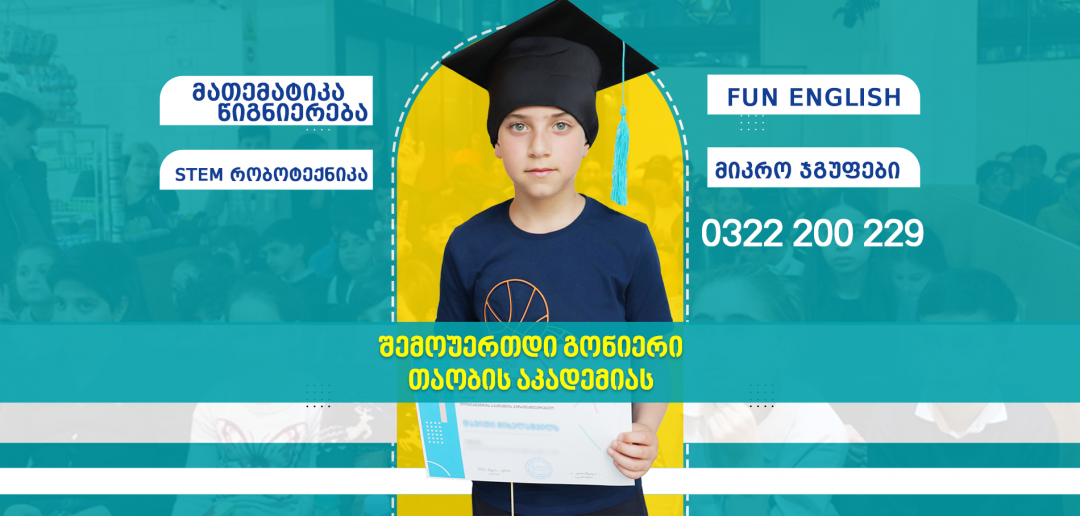 მათემატიკა
წიგნიერება
STEM რობოტექნიკა
FUN ENGLISH
მიკრო ჯგუფები
0322 200 229
შემოუერთდი გონიერი
თაობის აკადემიას